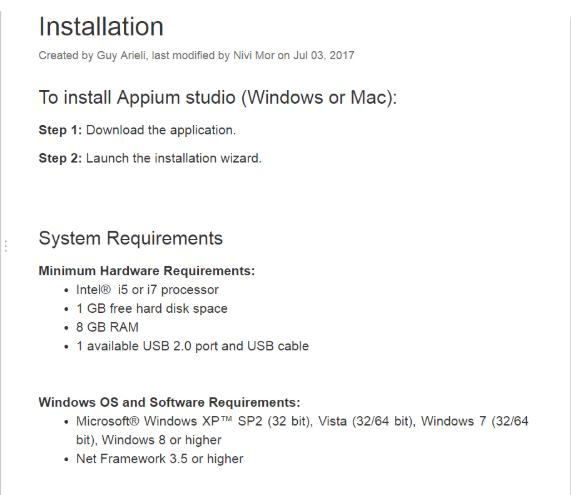 Installation
Created by Guy Arieli, last modified by Nivi Mor on Jul 03, 2017
To install Appium studio (Windows or Mac):
Step 1: Download the application.
Step 2: Launch the installation wizard.
System Requirements
Minimum Hardware Requirements:
• Intel® i5 or i7 processor
• 1 GB free hard disk space
• 8 GB RAM
• 1 available USB 2.0 port and USB cable
Windows OS and Software Requirements:
• Microsoft® Windows XP™ SP2 (32 bit), Vista (32/64 bit), Windows 7 (32/64
bit), Windows 8 or higher
• Net Framework 3.5 or higher